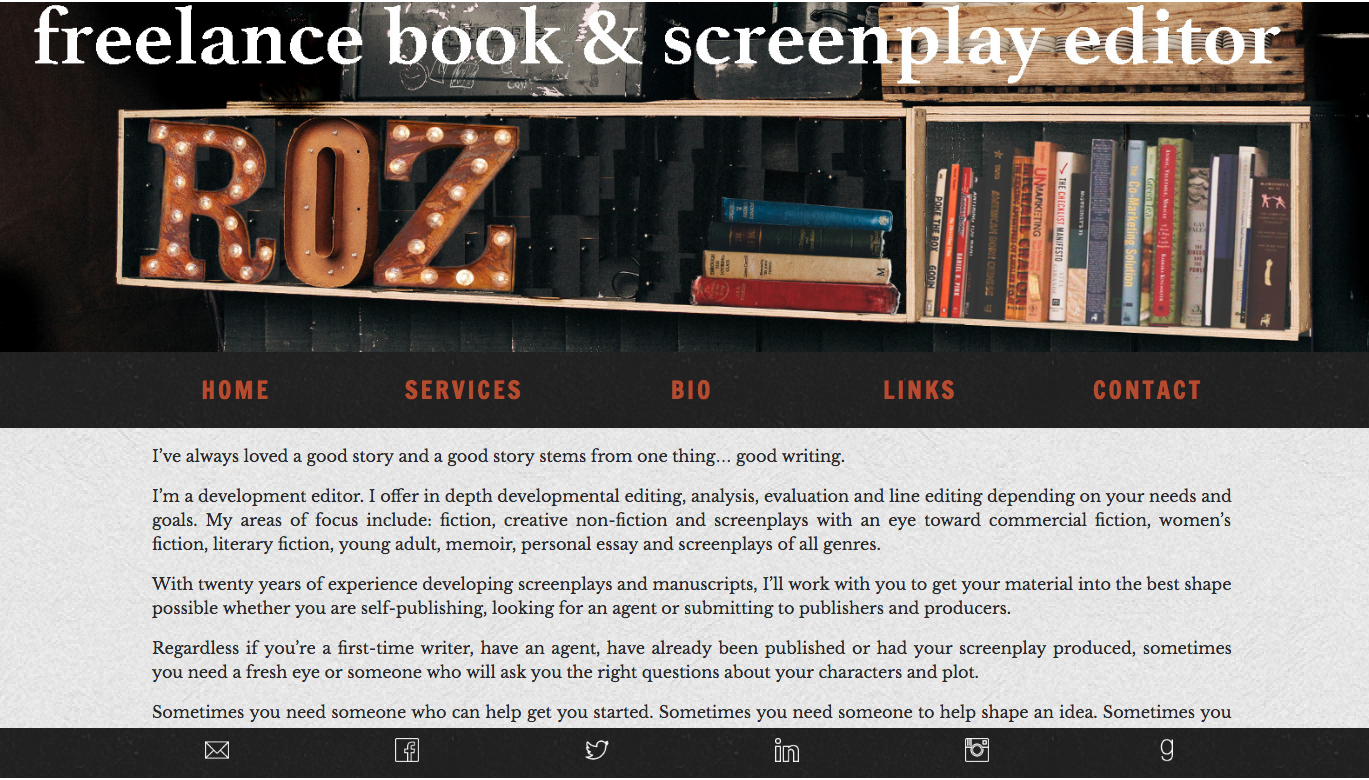 freelance book & screenplay editor
ROZ
UNMARKETING
THE CHECKLIST MANIFESTO
DANIEL H. PINK
M
HOME SERVICES BIO LINKS CONTACT
I’ve always loved a good story and a good story stems from one thing… good writing.
I’m a development editor. I offer in depth developmental editing, analysis, evaluation and line editing depending on your needs and
goals. My areas of focus include: fiction, creative non-fiction and screenplays with an eye toward commercial fiction, women’s
fiction, literary fiction, young adult, memoir, personal essay and screenplays of all genres.
With twenty years of experience developing screenplays and manuscripts, I’ll work with you to get your material into the best shape
possible whether you are self-publishing, looking for an agent or submitting to publishers and producers.
Regardless if you’re a first-time writer, have an agent, have already been published or had your screenplay produced, sometimes
you need a fresh eye or someone who will ask you the right questions about your characters and plot.
Sometimes you need someone who can help get you started. Sometimes you need someone to help shape an idea. Sometimes you